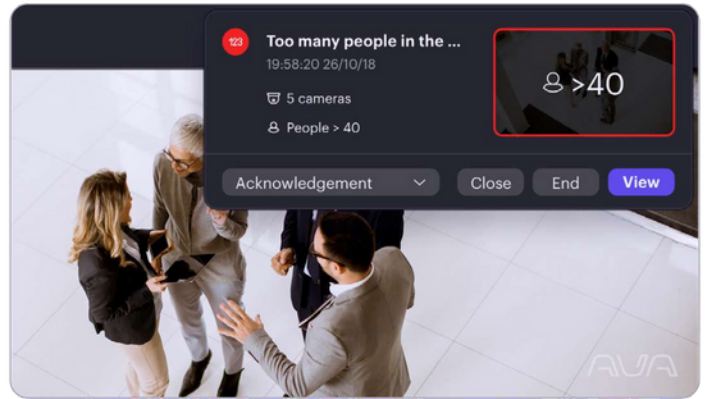 123
Too many people in the ...
19:58:20 26/10/18
5 cameras
People > 40
>40
Acknowledgement
Close
End
View
AVA